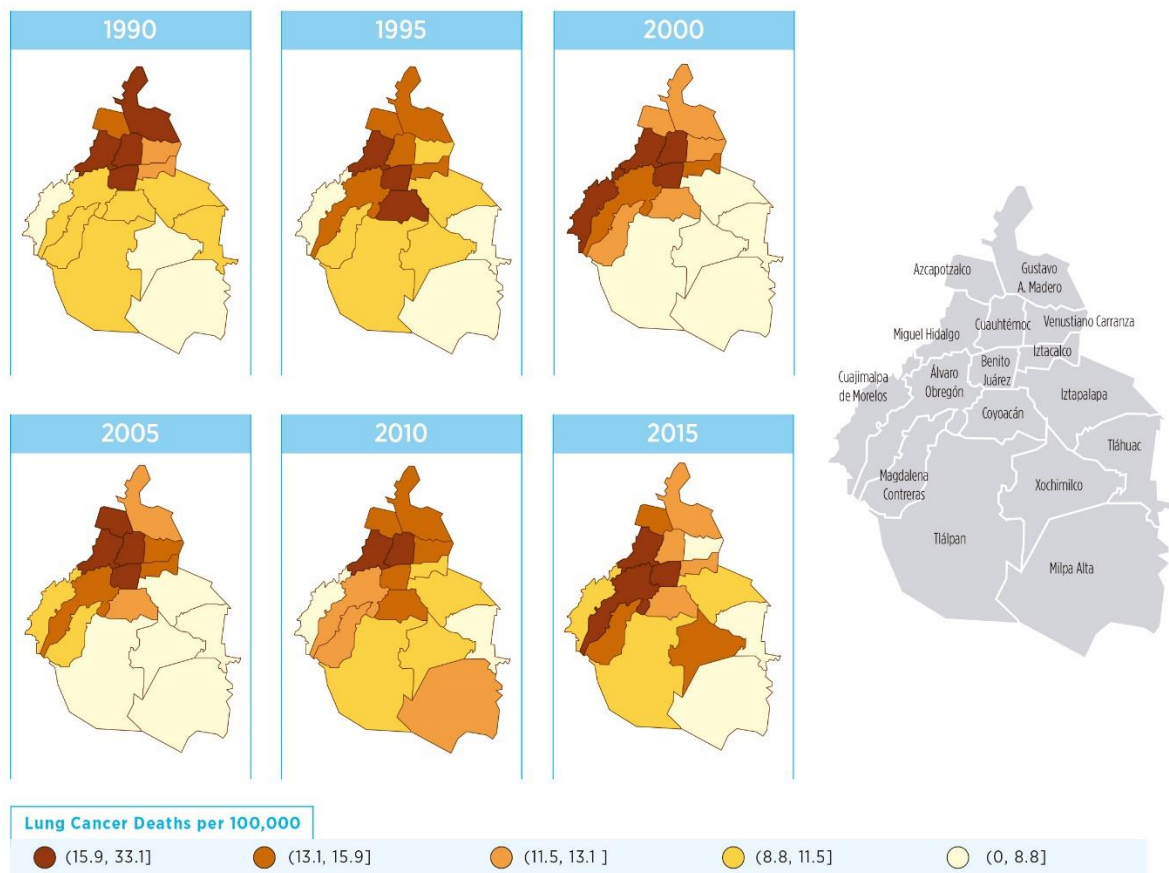 1990
1995
2000
2005
2010
2015
Azcapotzalco
Gustavo
A. Madero
Cuauhtémoc
Venustiano Carranza
Miguel Hidalgo
Iztacalco
Benito
Juárez
Cuajimalpa
de Morelos
Álvaro
Obregón
Iztapalapa
Coyoacán
Tláhuac
Magdalena
Contreras
Xochimilco
Tlálpan
Milpa Alta
Lung Cancer Deaths per 100,000
(15.9, 33.1]
(13.1, 15.9]
(11.5, 13.1 ]
(8.8, 11.5]
(0, 8.8]